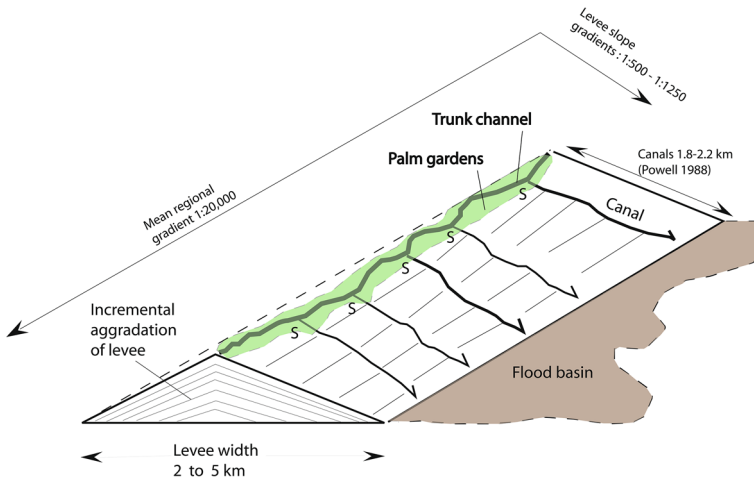 Levee slope
gradients : 1:500 - 1:1250
Trunk channel
Palm gardens
Canals 1.8-2.2 km
(Powell 1988)
Mean regional
gradient 1:20,000
S
Canal
S
S
S
S
Incremental
aggradation
of levee
Flood basin
Levee width
2 to 5 km